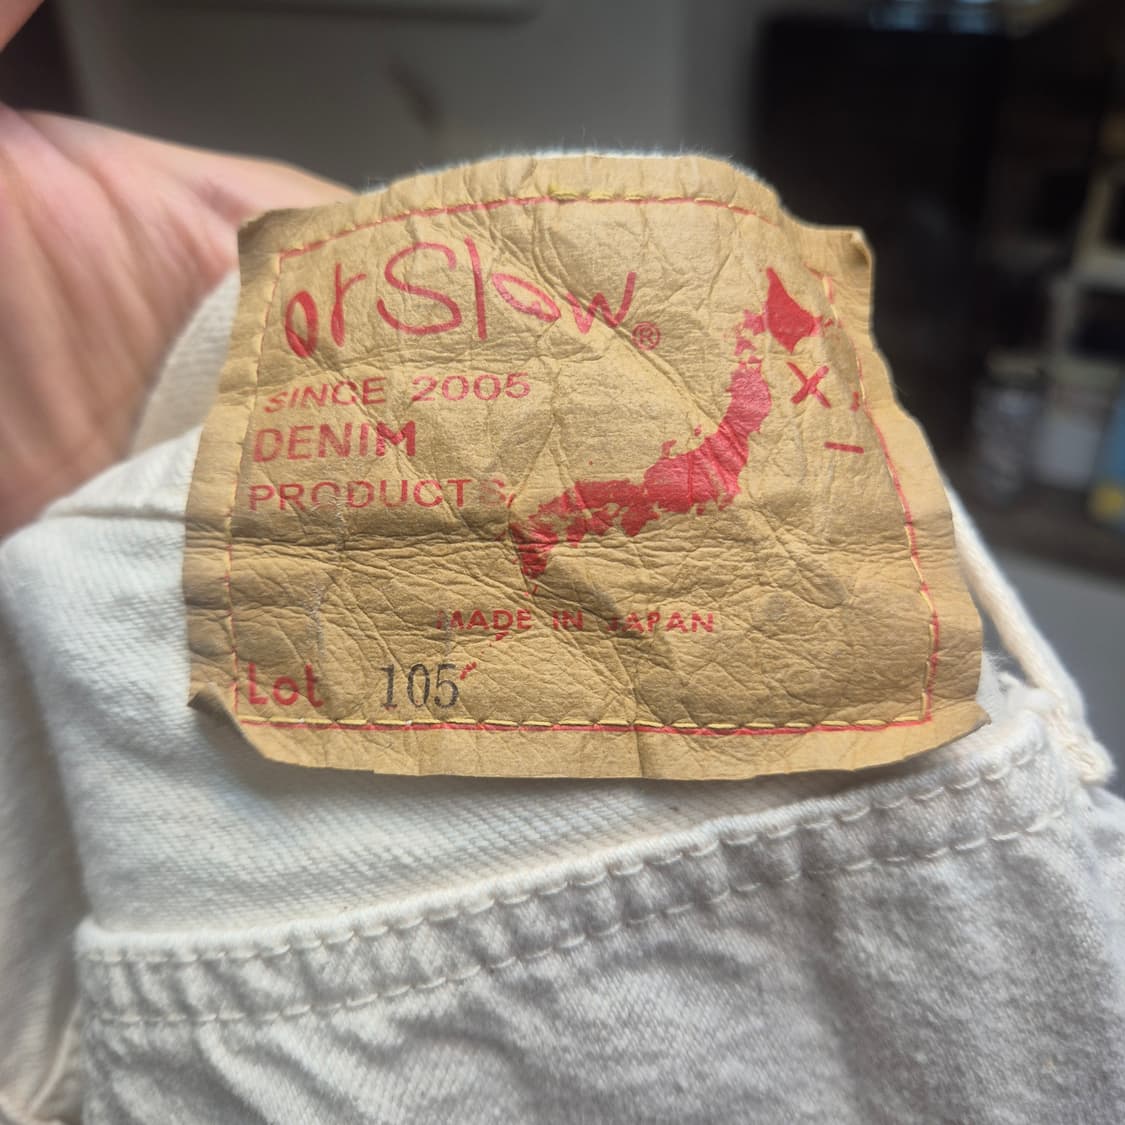 orSlow®
SINCE 2005
DENIM
PRODUCTS
MADE IN JAPAN
Lot 105